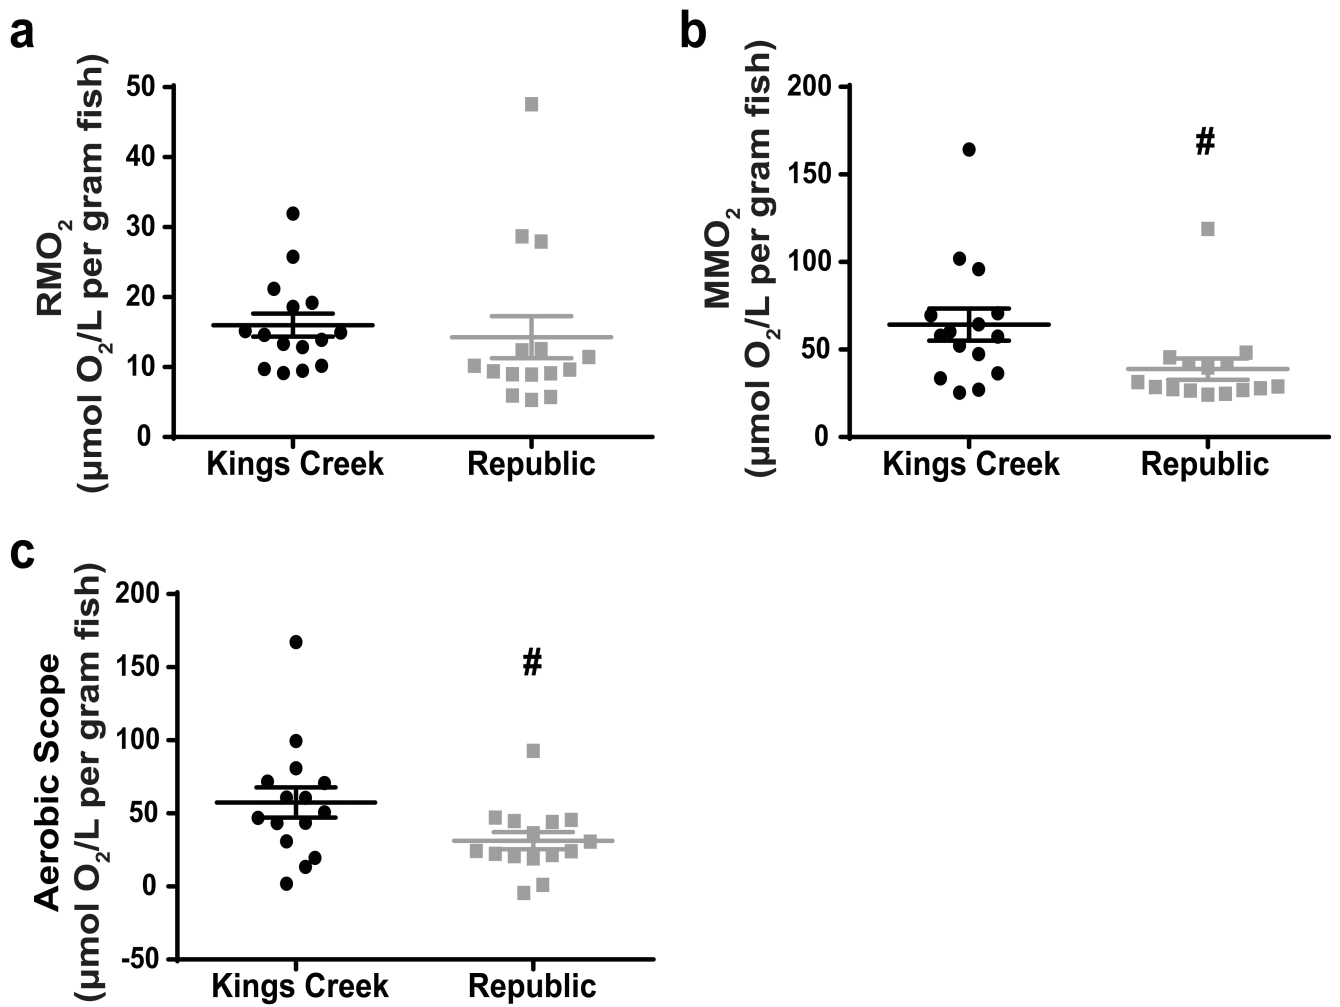 a
RMO2
(µmol O2/L per gram fish)
50
40
30
20
10
0
Kings Creek
Republic
b
MMO2
(µmol O2/L per gram fish)
200
150
100
50
0
#
Kings Creek
Republic
c
Aerobic Scope
(µmol O2/L per gram fish)
200
150
100
50
0
-50
#
Kings Creek
Republic